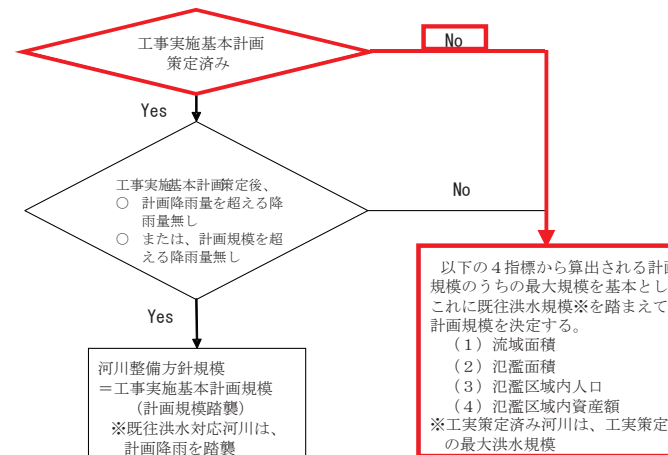 工事実施基本計画
策定済み
No
Yes
工事実施基本計画策定後、
○ 計画降雨量を超える降
雨量無し
○ または、計画規模を超
える降雨量無し
No
Yes
以下の4指標から算出される計画
規模のうちの最大規模を基本とし
これに既往洪水規模※を踏まえて
計画規模を決定する。
(1)流域面積
(2)氾濫面積
(3)氾濫区域内人口
(4)氾濫区域内資産額
※工実策定済み河川は、工実策定
の最大洪水規模
河川整備方針規模
＝工事実施基本計画規模
(計画規模踏襲)
※既往洪水対応河川は、
計画降雨を踏襲